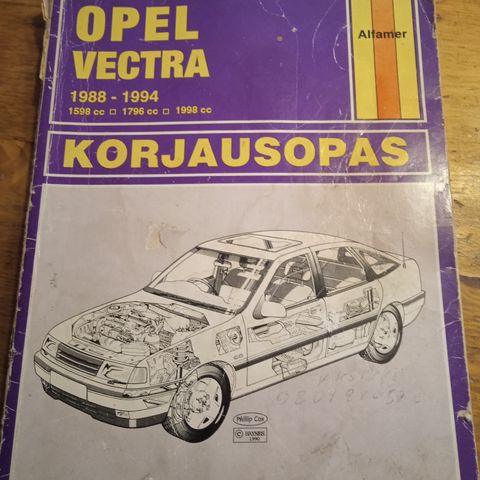 OPEL
Alfamer
VECTRA
1988 - 1994
1598 cc □ 1796 cc □ 1998 cc
KORJAUSOPAS
Phillip Cox
© HAYNES
1990